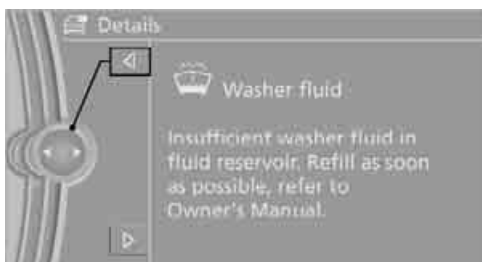 Details
Washer fluid
Insufficient washer fluid in
fluid reservoir. Refill as soon
as possible, refer to
Owner's Manual.